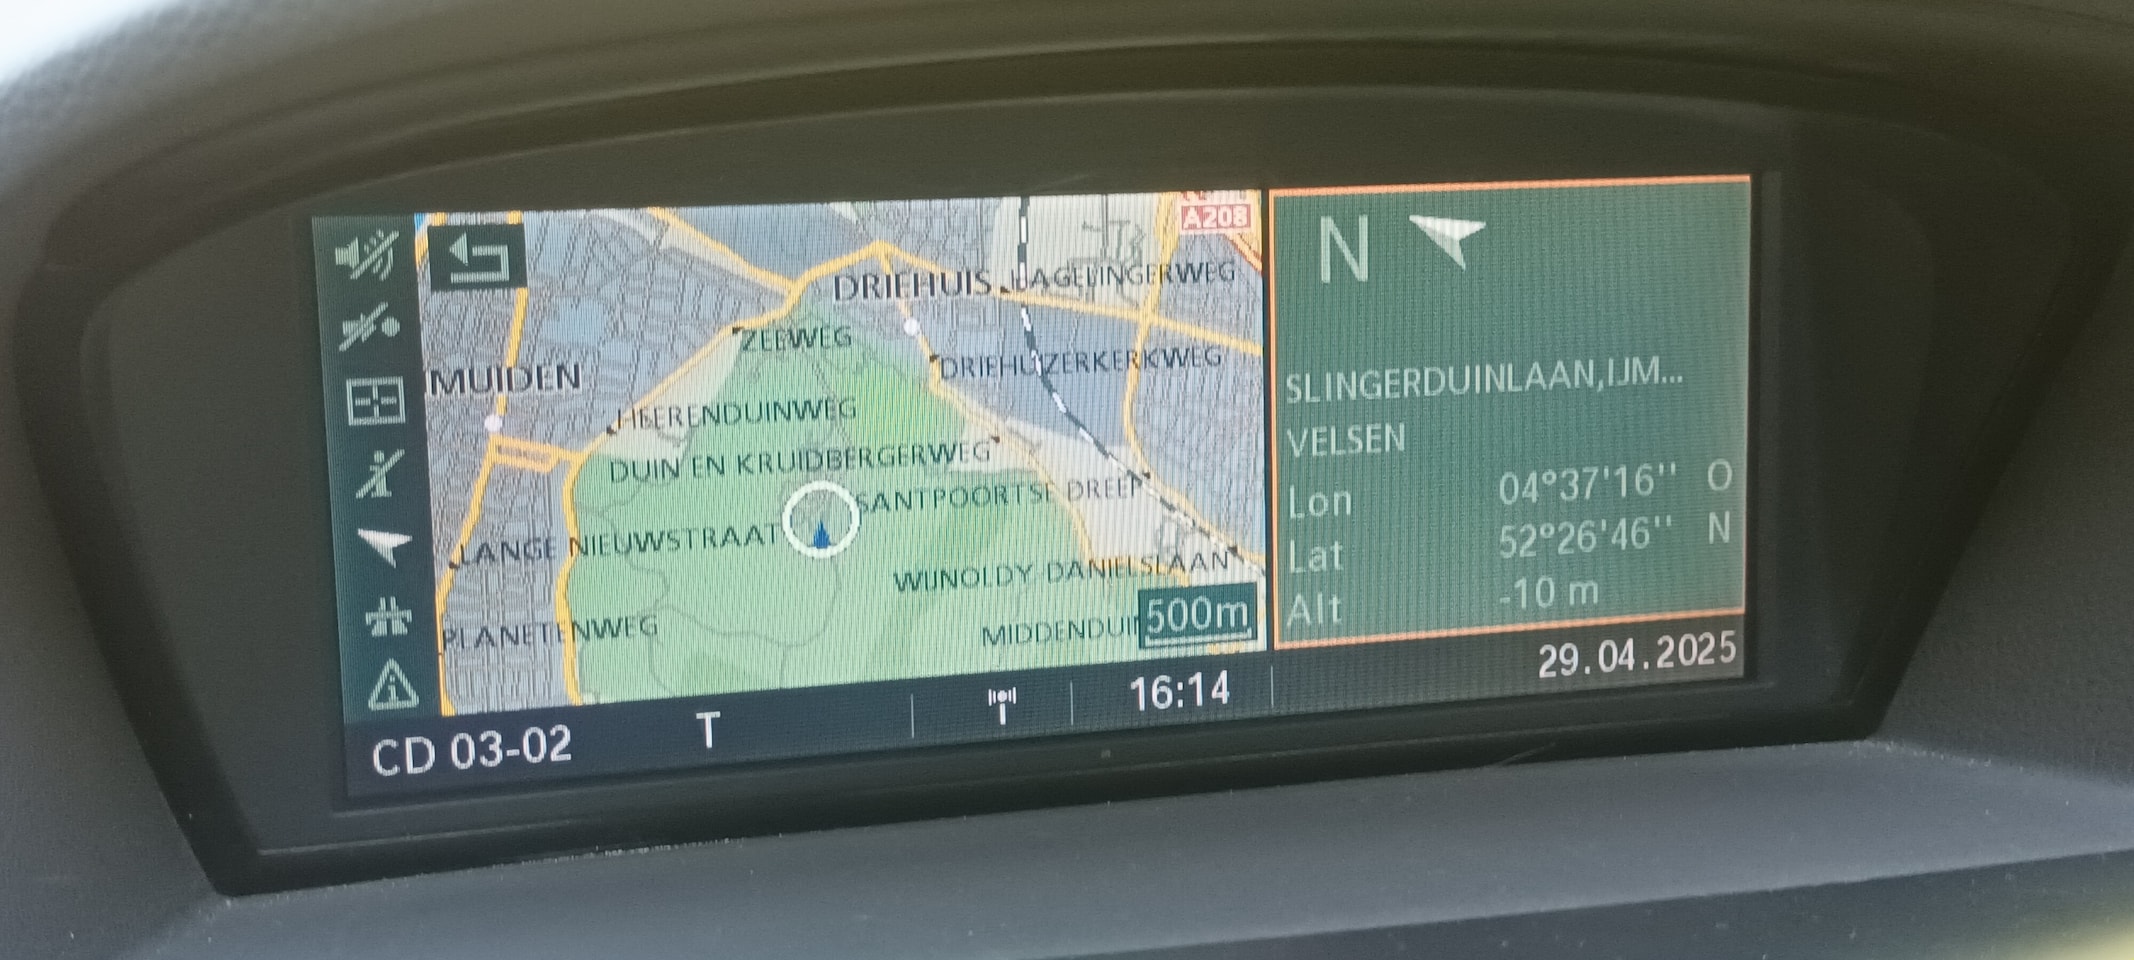 A208
DRIEHUIS
HAGELINGERWEG
ZEEWEG
DRIEHUIZERKERKWEG
MUIDEN
HEERENDUINWEG
DUIN EN KRUIDBERGERWEG
SANTPOORTSE DREEF
LANGE NIEUWSTRAAT
WIJNOLDY-DANIELSLAAN
PLANETENWEG
MIDDENDUI
500m
N
SLINGERDUINLAAN,IJM...
VELSEN
Lon 04°37'16'' O
Lat 52°26'46'' N
Alt -10 m
CD 03-02 T 16:14 29.04.2025